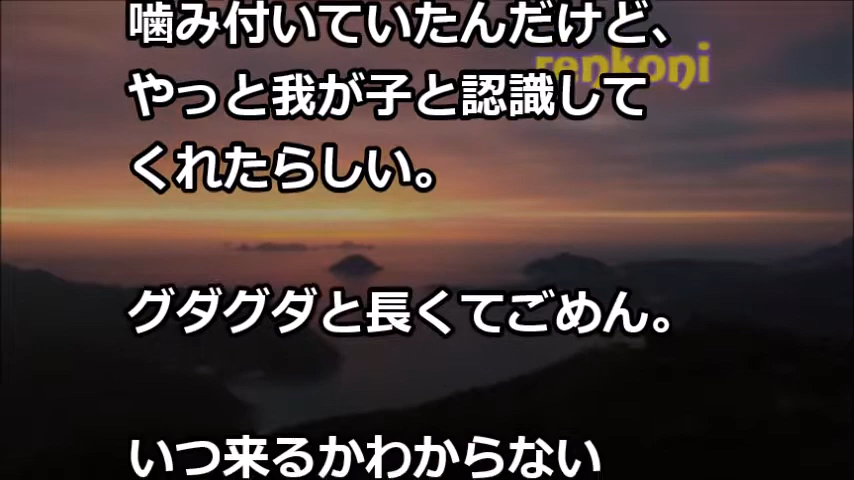 噛み付いていたんだけど、
renkoni
やっと我が子と認識して
くれたらしい。
グダグダと長くてごめん。
いつ来るかわからない